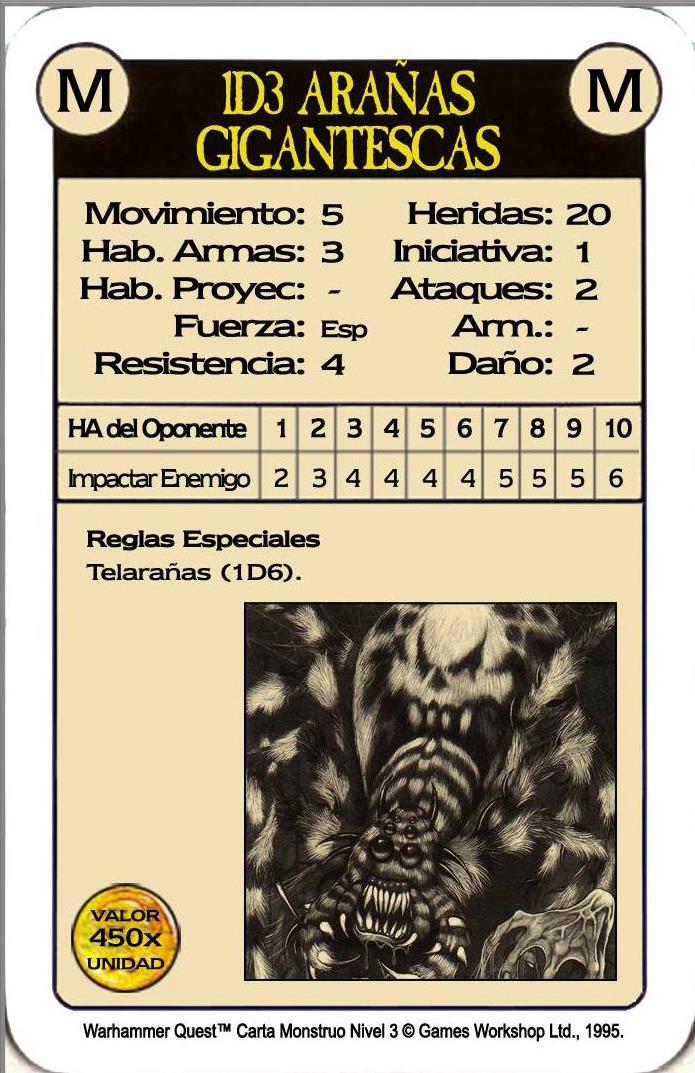 M
1D3 ARAÑAS
GIGANTESCAS
M
Movimiento: 5 Heridas: 20
Hab. Armas: 3 Iniciativa: 1
Hab. Proyec: - Ataques: 2
Fuerza: Esp Arm.: -
Resistencia: 4 Daño: 2
HA del Oponente 1 2 3 4 5 6 7 8 9 10
Impactar Enemigo 2 3 4 4 4 4 5 5 5 6
Reglas Especiales
Telarañas (1D6).
VALOR
450x
UNIDAD
Warhammer Quest™ Carta Monstruo Nivel 3 © Games Workshop Ltd., 1995.